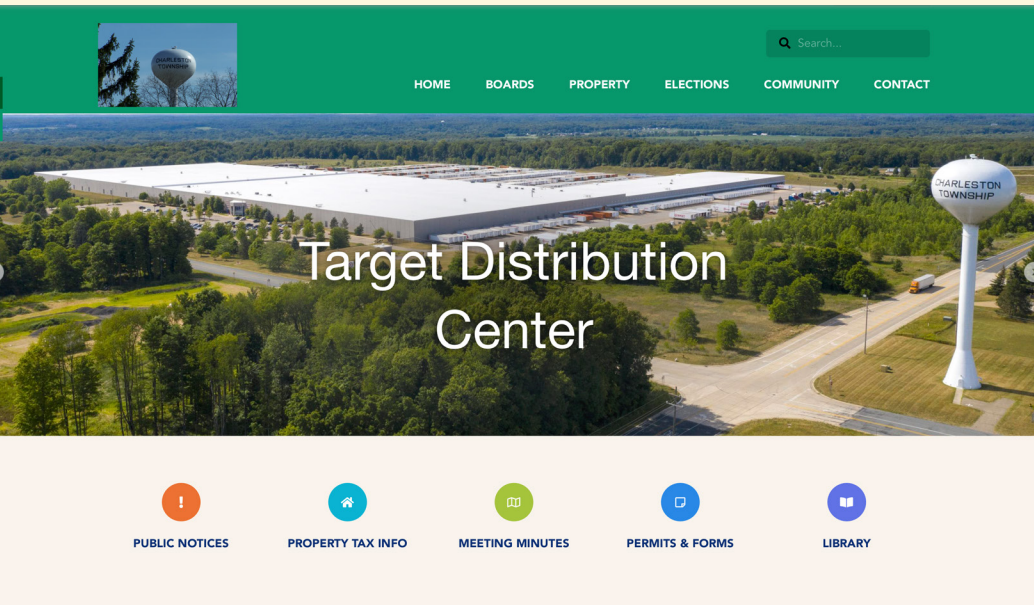 CHARLESTON
TOWNSHIP
Search...
HOME
BOARDS
PROPERTY
ELECTIONS
COMMUNITY
CONTACT
CHARLESTON
TOWNSHIP
Target Distribution
Center
PUBLIC NOTICES
PROPERTY TAX INFO
MEETING MINUTES
PERMITS & FORMS
LIBRARY